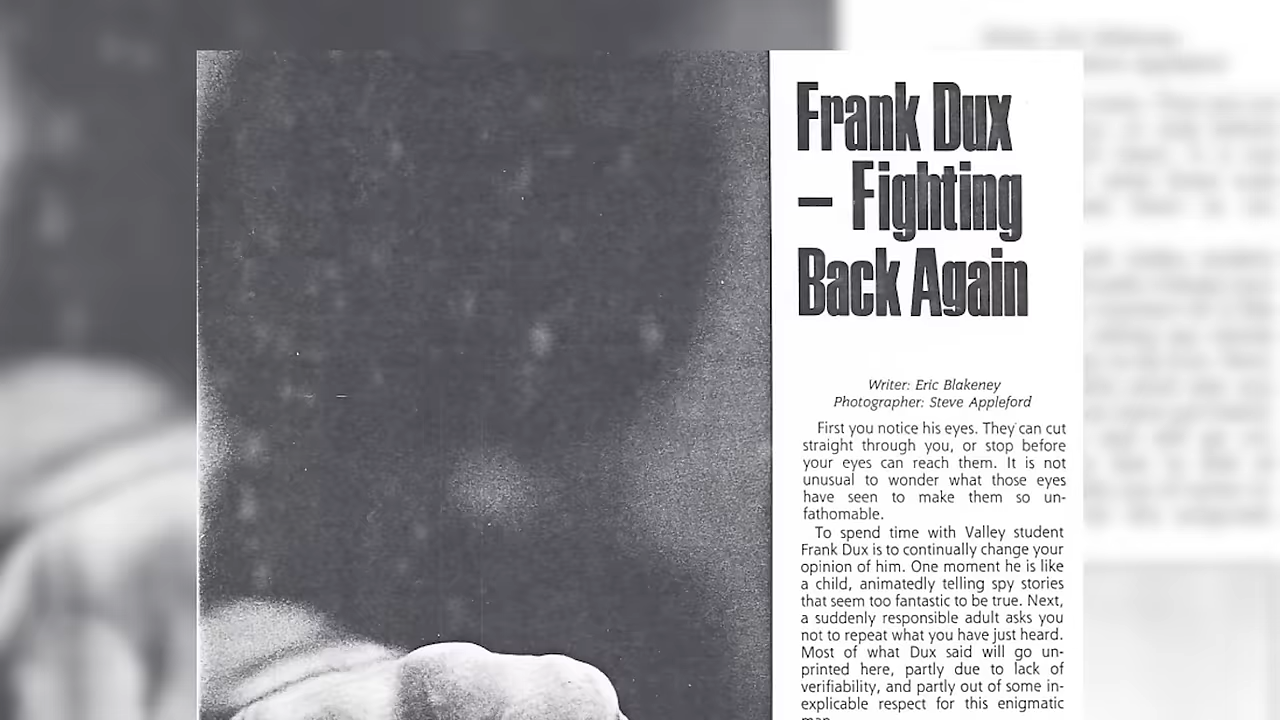 Frank Dux
– Fighting
Back Again
Writer: Eric Blakeney
Photographer: Steve Appleford
First you notice his eyes. They can cut
straight through you, or stop before
your eyes can reach them. It is not
unusual to wonder what those eyes
have seen to make them so un-
fathomable.
To spend time with Valley student
Frank Dux is to continually change your
opinion of him. One moment he is like
a child, animatedly telling spy stories
that seem too fantastic to be true. Next,
a suddenly responsible adult asks you
not to repeat what you have just heard.
Most of what Dux said will go un-
printed here, partly due to lack of
verifiability, and partly out of some in-
explicable respect for this enigmatic